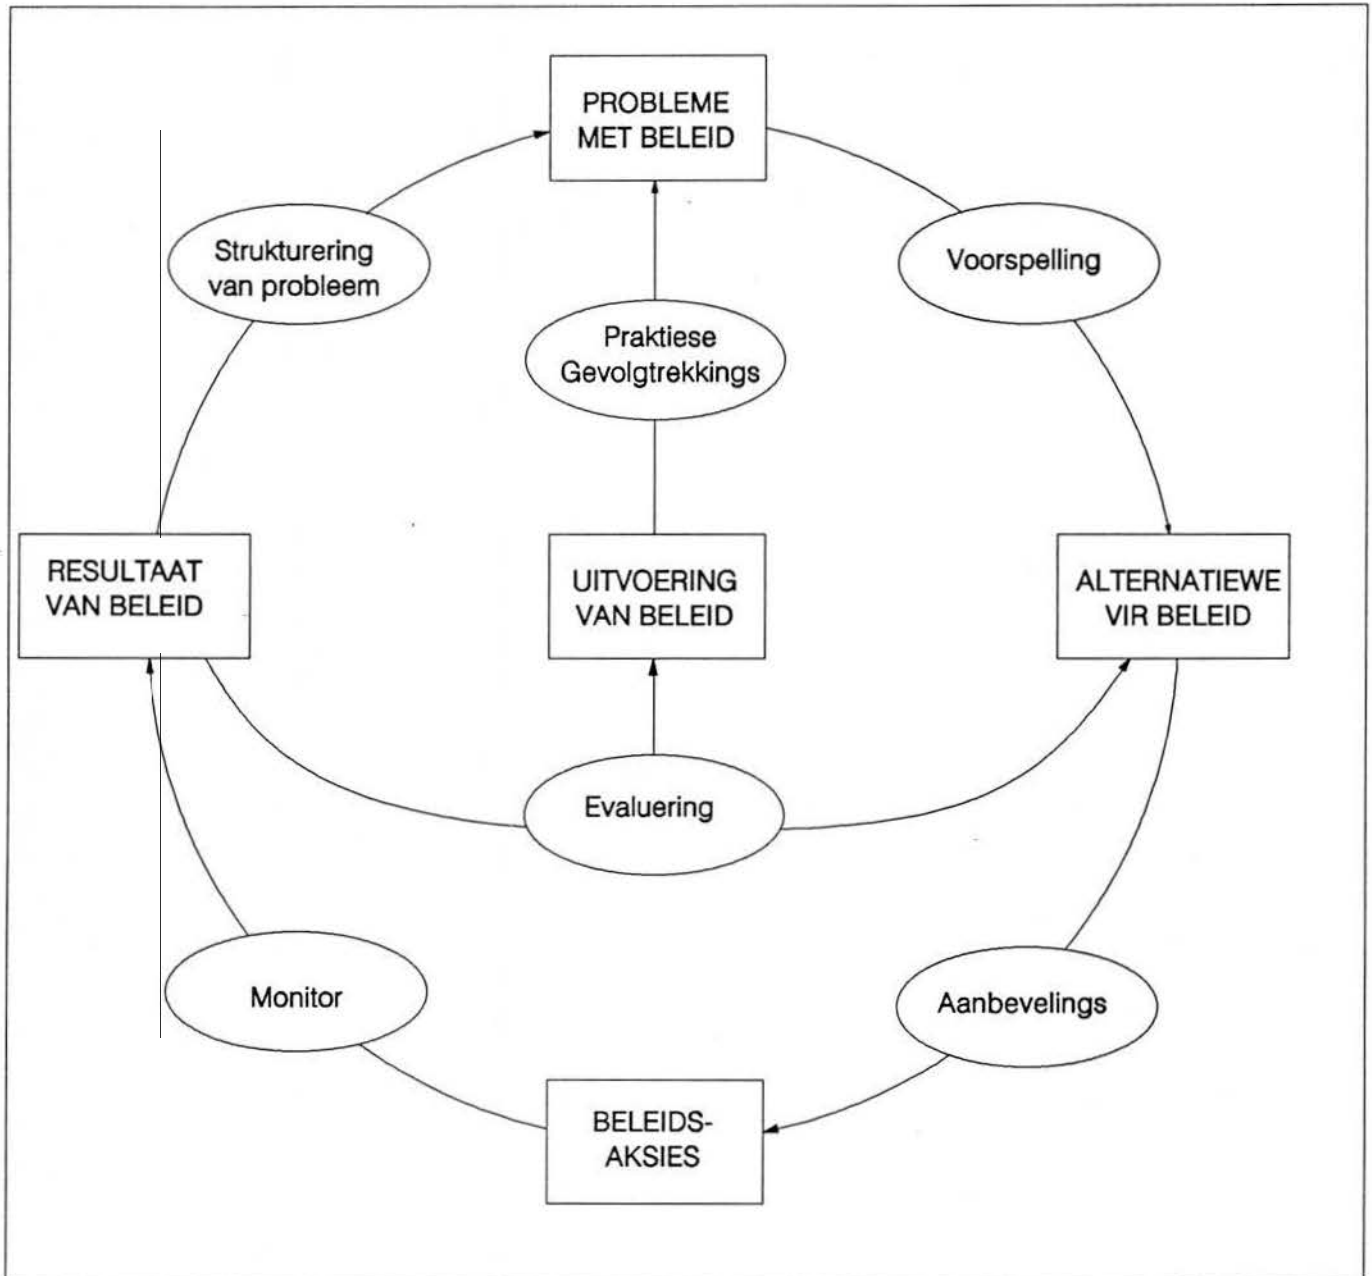 PROBLEME
MET BELEID
Strukturering
van probleem
Voorspelling
Praktiese
Gevolgtrekkings
RESULTAAT
VAN BELEID
UITVOERING
VAN BELEID
ALTERNATIEWE
VIR BELEID
Evaluering
Monitor
Aanbevelings
BELEIDS-
AKSIES